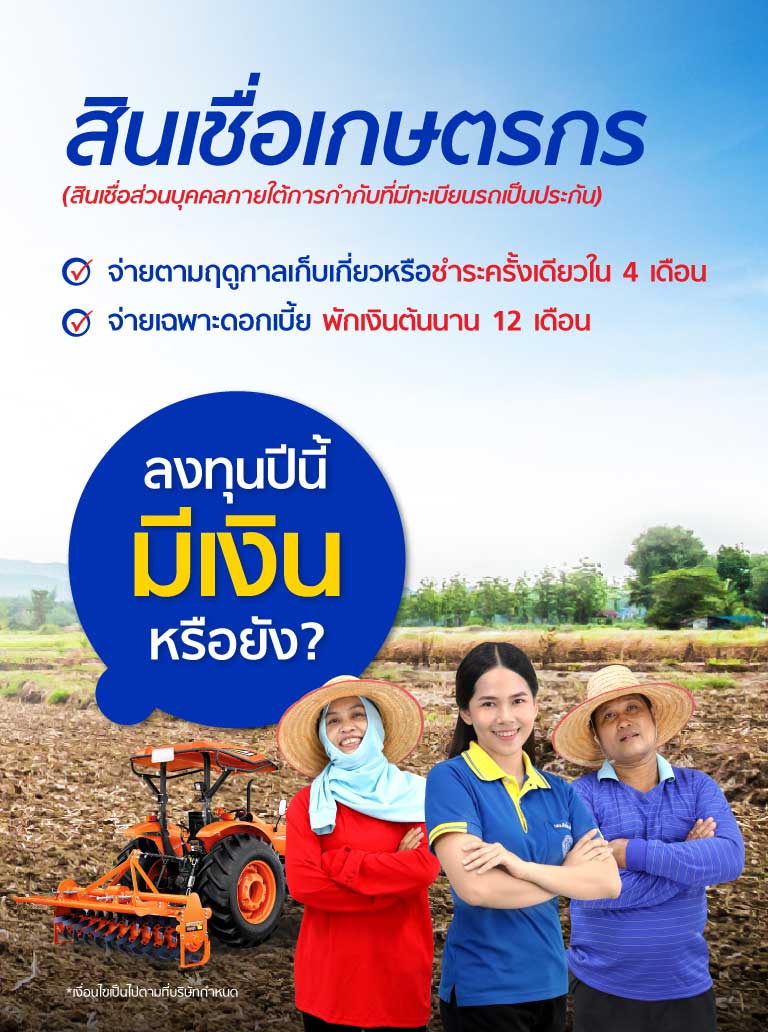 สินเชื่อเกษตรกร
(สินเชื่อส่วนบุคคลภายใต้การกำกับที่มีทะเบียนรถเป็นประกัน)
จ่ายตามฤดูกาลเก็บเกี่ยวหรือชำระครั้งเดียวใน 4 เดือน
จ่ายเฉพาะดอกเบี้ย พักเงินต้นนาน 12 เดือน
ลงทุนปีนี้
มีเงิน
หรือยัง?
*เงื่อนไขเป็นไปตามที่บริษัทกำหนด